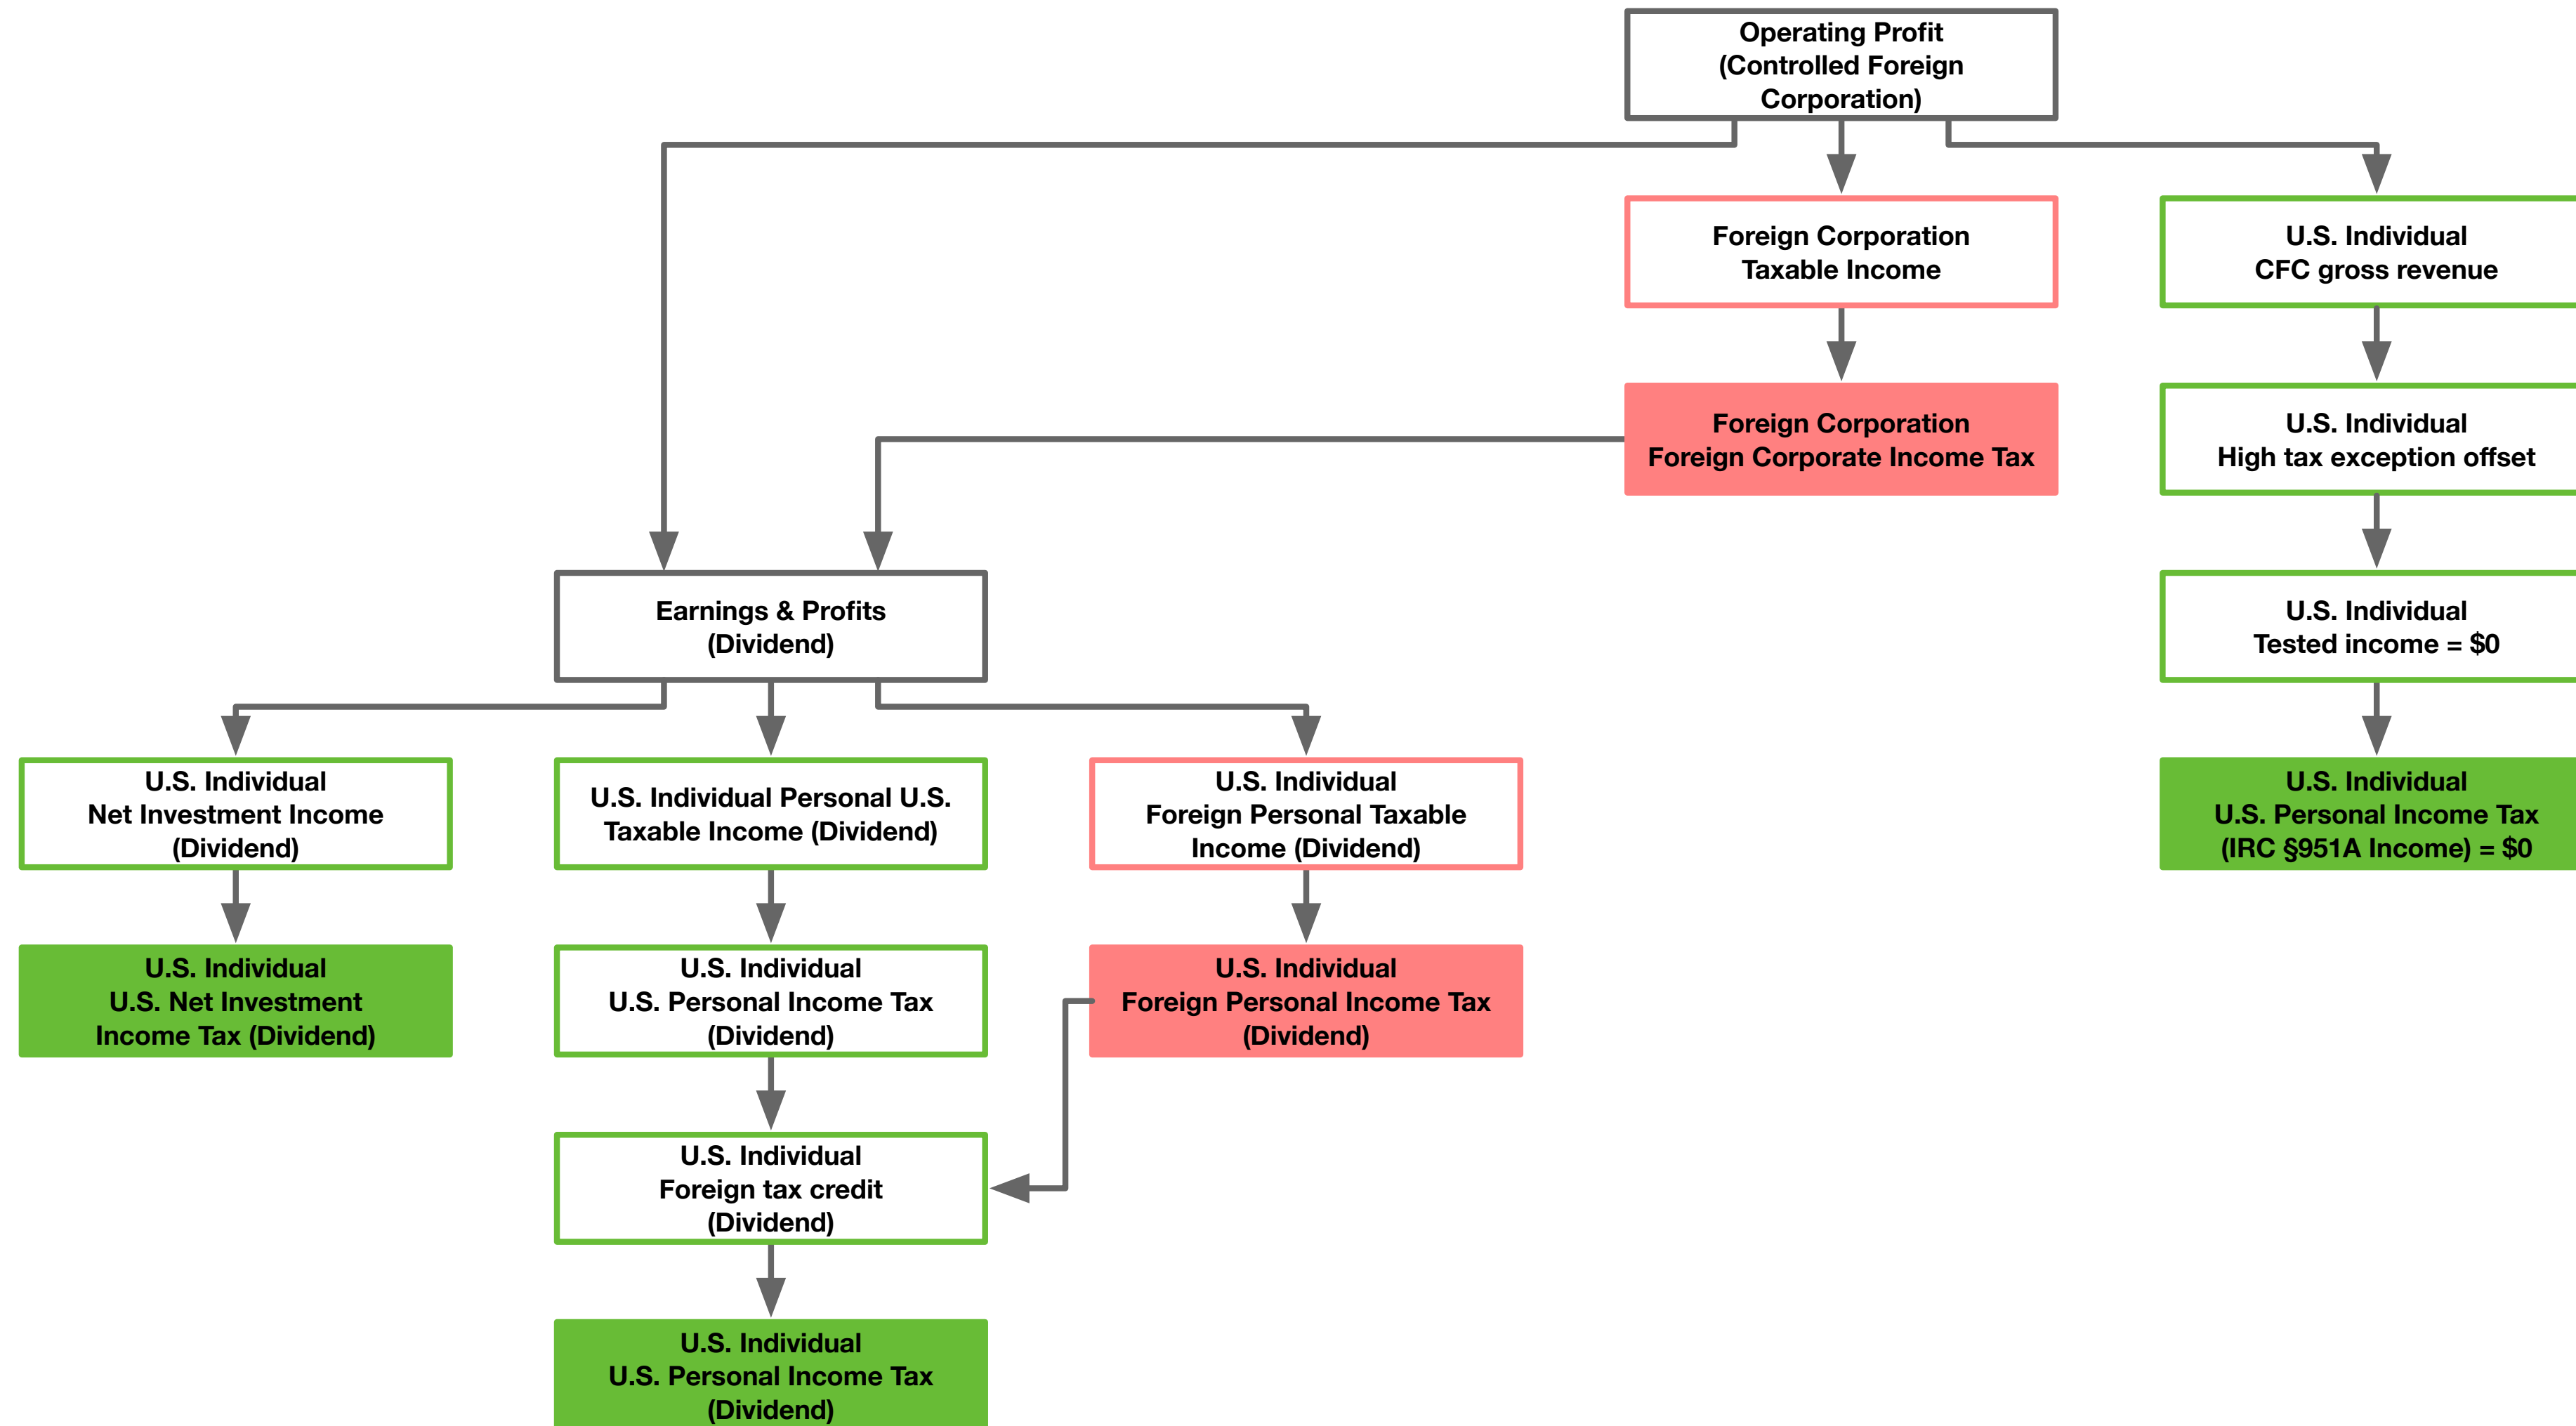 Operating Profit
(Controlled Foreign
Corporation)
Foreign Corporation
Taxable Income
U.S. Individual
CFC gross revenue
Foreign Corporation
Foreign Corporate Income Tax
U.S. Individual
High tax exception offset
Earnings & Profits
(Dividend)
U.S. Individual
Tested income = $0
U.S. Individual
Net Investment Income
(Dividend)
U.S. Individual Personal U.S.
Taxable Income (Dividend)
U.S. Individual
Foreign Personal Taxable
Income (Dividend)
U.S. Individual
U.S. Personal Income Tax
(IRC §951A Income) = $0
U.S. Individual
U.S. Net Investment
Income Tax (Dividend)
U.S. Individual
U.S. Personal Income Tax
(Dividend)
U.S. Individual
Foreign Personal Income Tax
(Dividend)
U.S. Individual
Foreign tax credit
(Dividend)
U.S. Individual
U.S. Personal Income Tax
(Dividend)